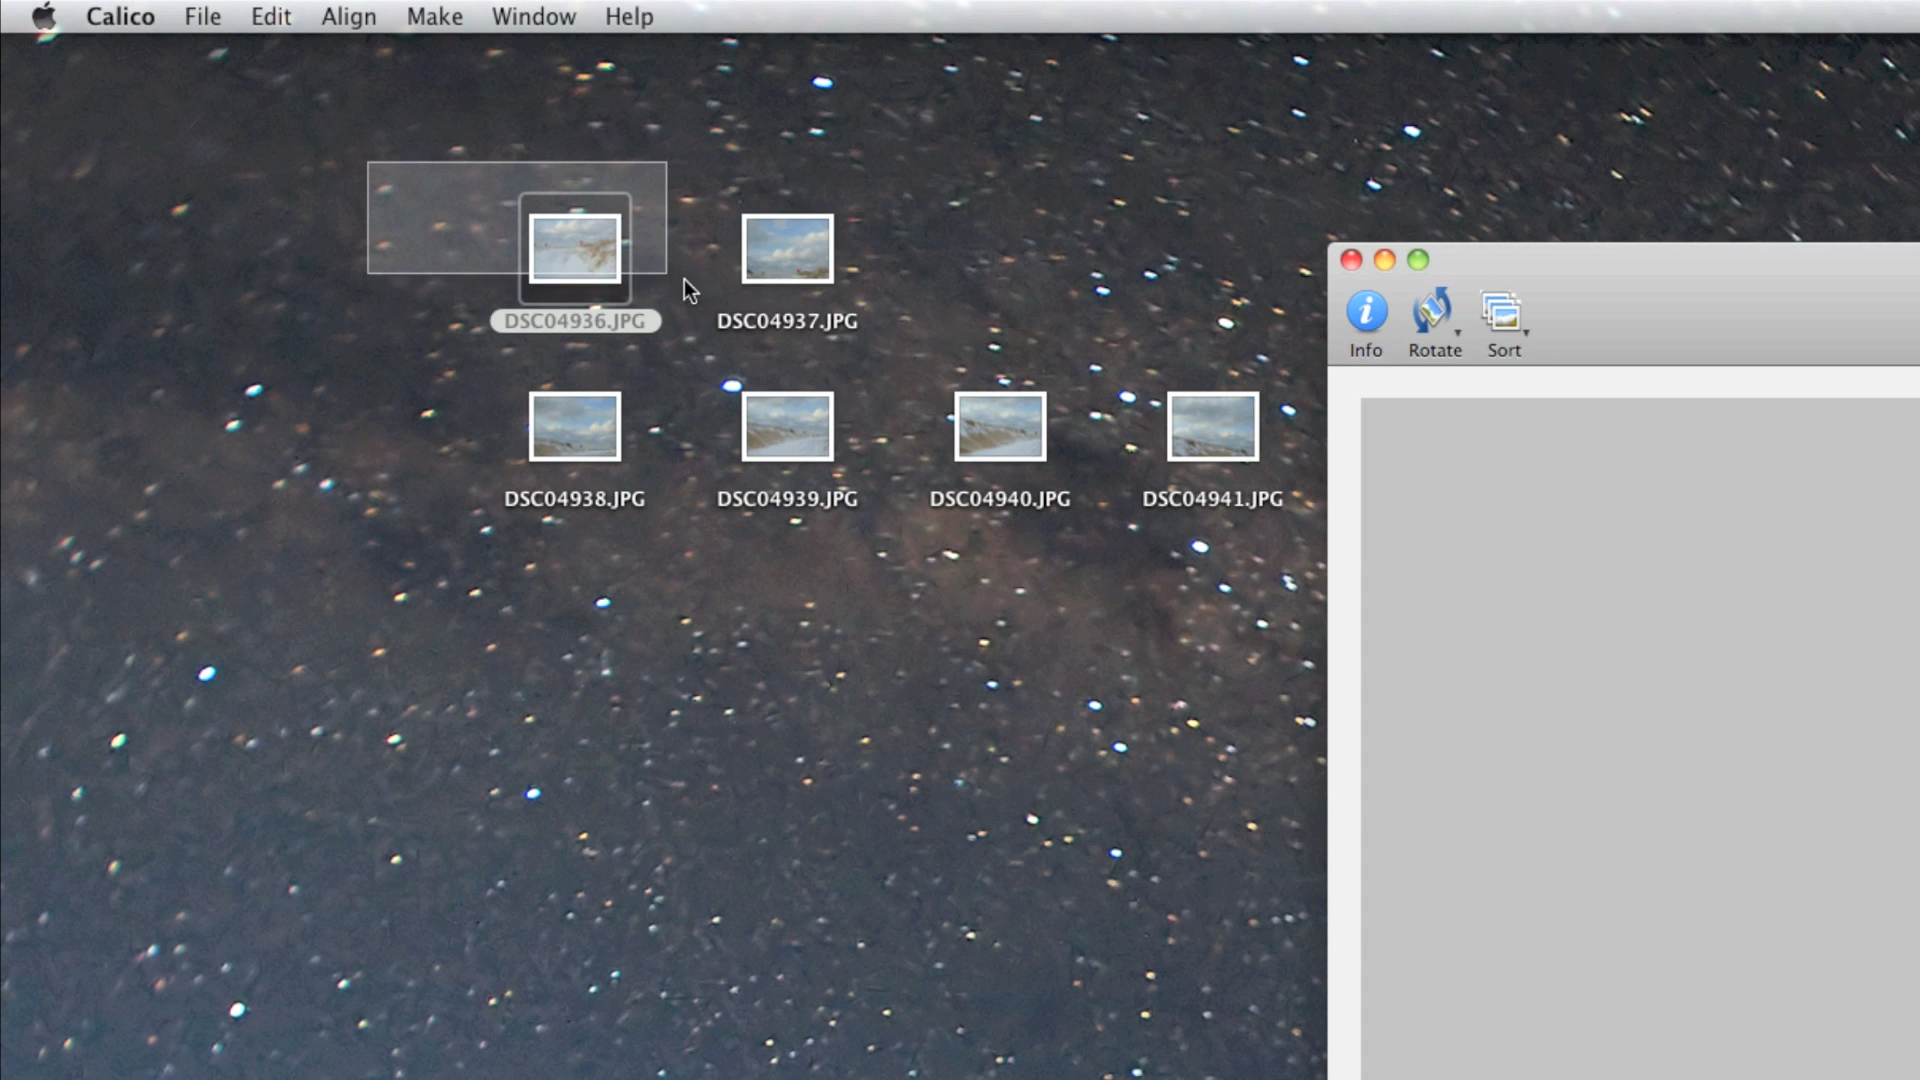 Calico File Edit Align Make Window Help
DSC04936.JPG DSC04937.JPG
Info Rotate Sort
DSC04938.JPG DSC04939.JPG DSC04940.JPG DSC04941.JPG